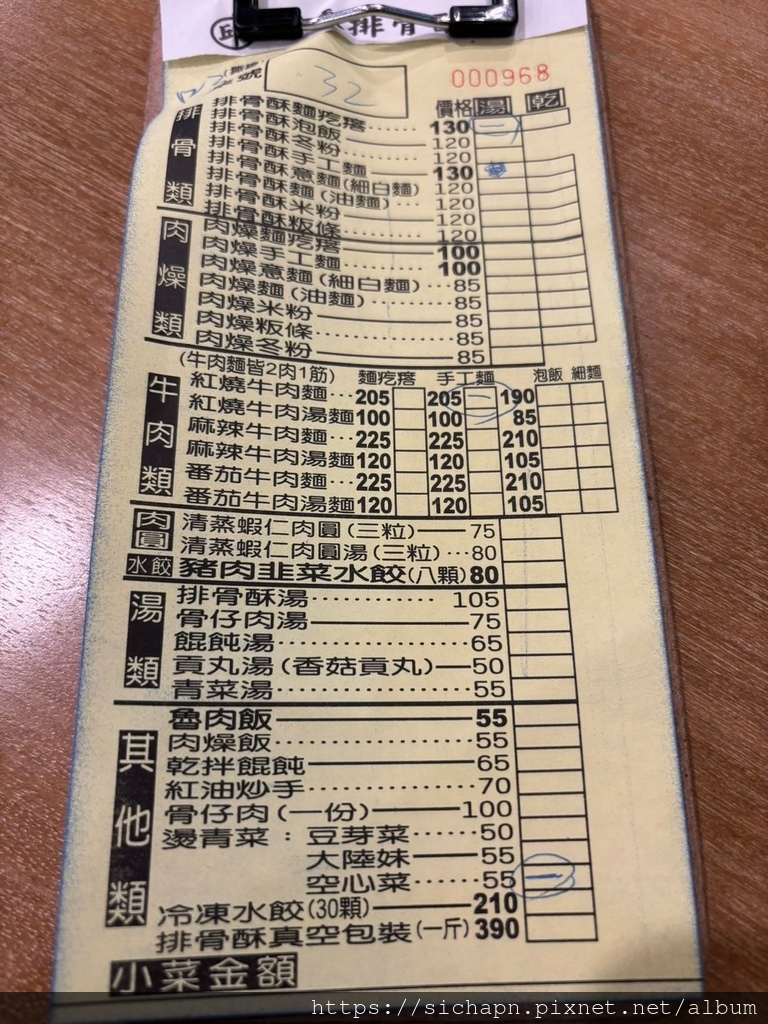 邱 排骨
桌號 32 000968
價格 湯 乾
排骨類
排骨酥麵疙瘩……130 二
排骨酥泡飯—120
排骨酥冬粉……120
排骨酥手工麵—130
排骨酥意麵(細白麵)120
排骨酥麵(油麵)……120
排骨酥米粉—120
排骨酥粄條……120
肉燥類
肉燥麵疙瘩—100
肉燥手工麵—100
肉燥意麵(細白麵)……85
肉燥麵(油麵)……85
肉燥米粉—85
肉燥粄條……85
肉燥冬粉—85
牛肉類
(牛肉麵皆2肉1筋) 麵疙瘩 手工麵 泡飯 細麵
紅燒牛肉麵…205 205 一 190
紅燒牛肉湯麵100 100 85
麻辣牛肉麵…225 225 210
麻辣牛肉湯麵120 120 105
番茄牛肉麵…225 225 210
番茄牛肉湯麵120 120 105
肉圓
清蒸蝦仁肉圓(三粒)—75
清蒸蝦仁肉圓湯(三粒)…80
水餃 豬肉韭菜水餃(八顆)80
湯類
排骨酥湯…………105
骨仔肉湯—75
餛飩湯…………65
貢丸湯(香菇貢丸)—50
青菜湯…………55
其他類
魯肉飯—55
肉燥飯…………55
乾拌餛飩—65
紅油炒手…………70
骨仔肉(一份)—100
燙青菜：豆芽菜……50
大陸妹—55
空心菜……55 一
冷凍水餃(30顆)—210
排骨酥真空包裝(一斤)390
小菜金額
https://sichapn.pixnet.net/album